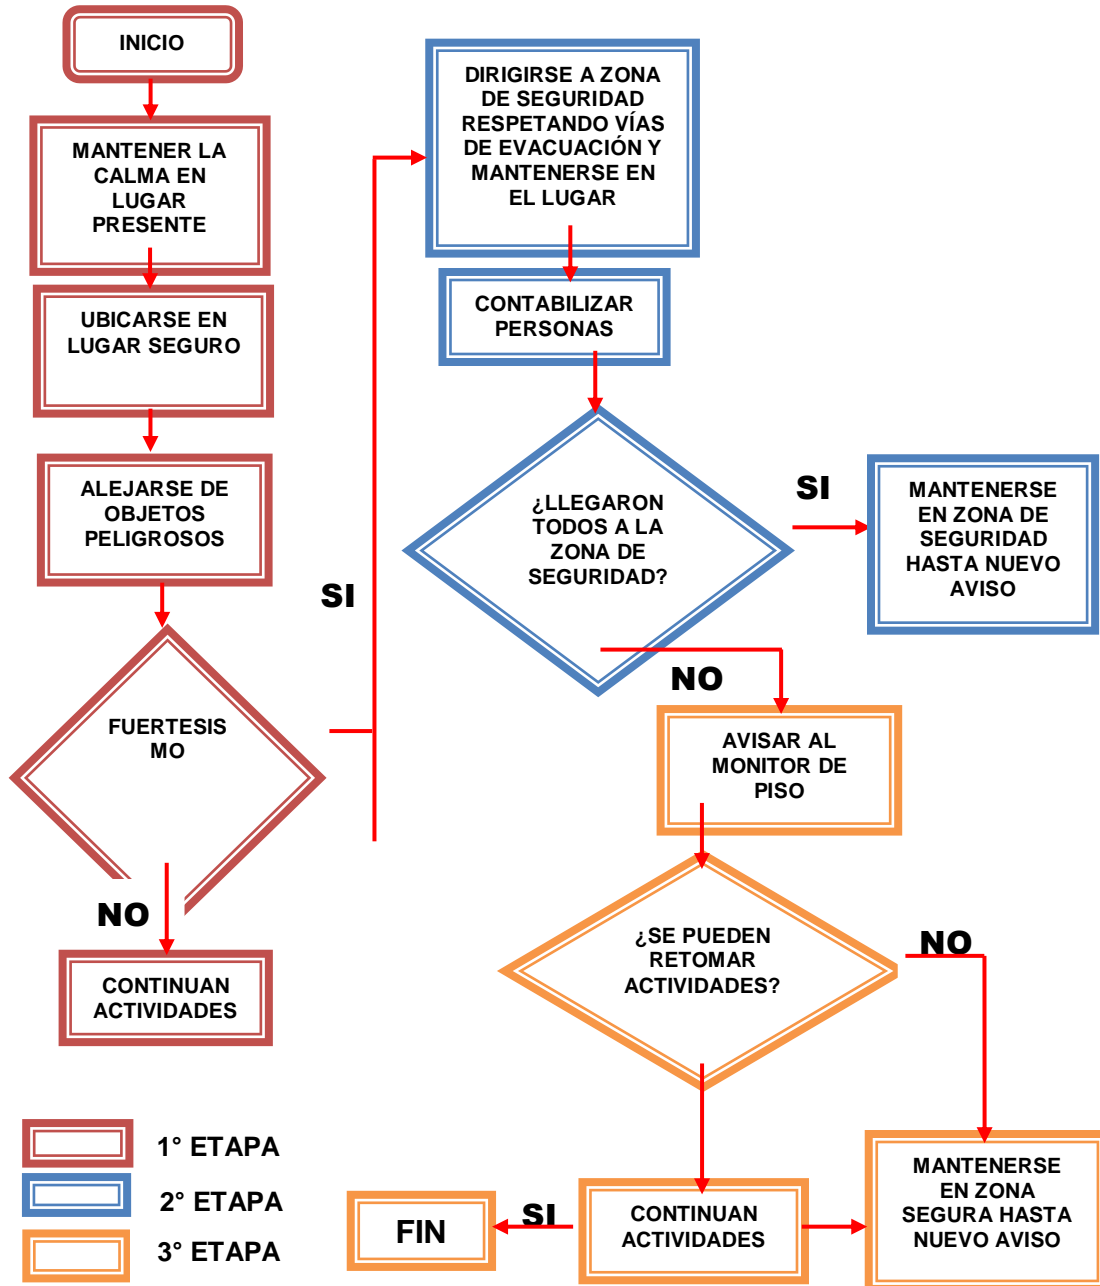 INICIO
MANTENER LA
CALMA EN
LUGAR
PRESENTE
UBICARSE EN
LUGAR SEGURO
ALEJARSE DE
OBJETOS
PELIGROSOS
FUERTESIS
MO
NO
CONTINUAN
ACTIVIDADES
SI
DIRIGIRSE A ZONA
DE SEGURIDAD
RESPETANDO VÍAS
DE EVACUACIÓN Y
MANTENERSE EN
EL LUGAR
CONTABILIZAR
PERSONAS
¿LLEGARON
TODOS A LA
ZONA DE
SEGURIDAD?
SI
MANTENERSE
EN ZONA DE
SEGURIDAD
HASTA NUEVO
AVISO
NO
AVISAR AL
MONITOR DE
PISO
¿SE PUEDEN
RETOMAR
ACTIVIDADES?
NO
MANTENERSE
EN ZONA
SEGURA HASTA
NUEVO AVISO
CONTINUAN
ACTIVIDADES
SI
FIN
1° ETAPA
2° ETAPA
3° ETAPA